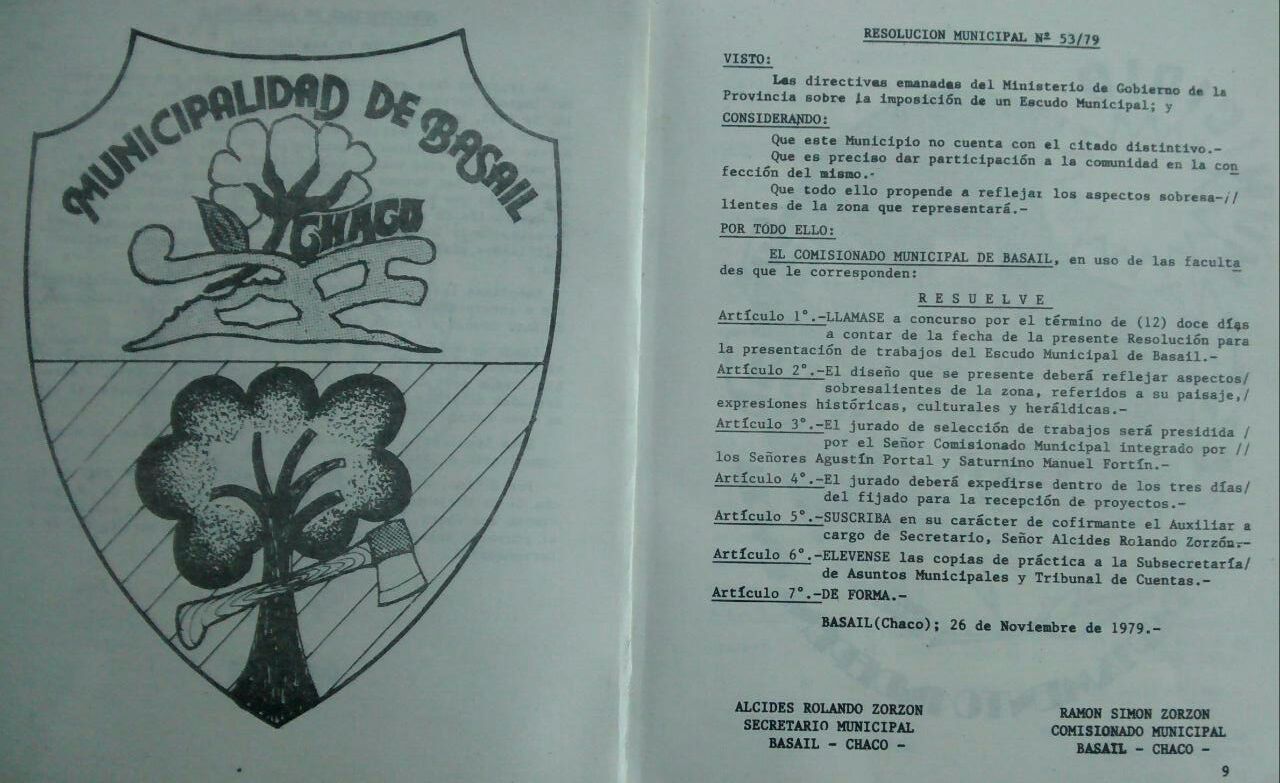 MUNICIPALIDAD DE BASAIL
CHACO
RESOLUCION MUNICIPAL Nº 53/79
VISTO:
Las directivas emanadas del Ministerio de Gobierno de la
Provincia sobre la imposición de un Escudo Municipal; y
CONSIDERANDO:
Que este Municipio no cuenta con el citado distintivo.-
Que es preciso dar participación a la comunidad en la con
fección del mismo.-
Que todo ello propende a reflejar los aspectos sobresa-//
lientes de la zona que representará.-
POR TODO ELLO:
EL COMISIONADO MUNICIPAL DE BASAIL, en uso de las faculta
des que le corresponden:
R E S U E L V E
Artículo 1º.-LLAMASE a concurso por el término de (12) doce días
a contar de la fecha de la presente Resolución para
la presentación de trabajos del Escudo Municipal de Basail.-
Artículo 2º.-El diseño que se presente deberá reflejar aspectos/
sobresalientes de la zona, referidos a su paisaje,/
expresiones históricas, culturales y heráldicas.-
Artículo 3º.-El jurado de selección de trabajos será presidida /
por el Señor Comisionado Municipal integrado por //
los Señores Agustín Portal y Saturnino Manuel Fortín.-
Artículo 4º.-El jurado deberá expedirse dentro de los tres días/
del fijado para la recepción de proyectos.-
Artículo 5º.-SUSCRIBA en su carácter de cofirmante el Auxiliar a
cargo de Secretario, Señor Alcides Rolando Zorzón.-
Artículo 6º.-ELEVENSE las copias de práctica a la Subsecretaría/
de Asuntos Municipales y Tribunal de Cuentas.-
Artículo 7º.-DE FORMA.-
BASAIL(Chaco); 26 de Noviembre de 1979.-
ALCIDES ROLANDO ZORZON
SECRETARIO MUNICIPAL
BASAIL - CHACO -
RAMON SIMON ZORZON
COMISIONADO MUNICIPAL
BASAIL - CHACO -
9